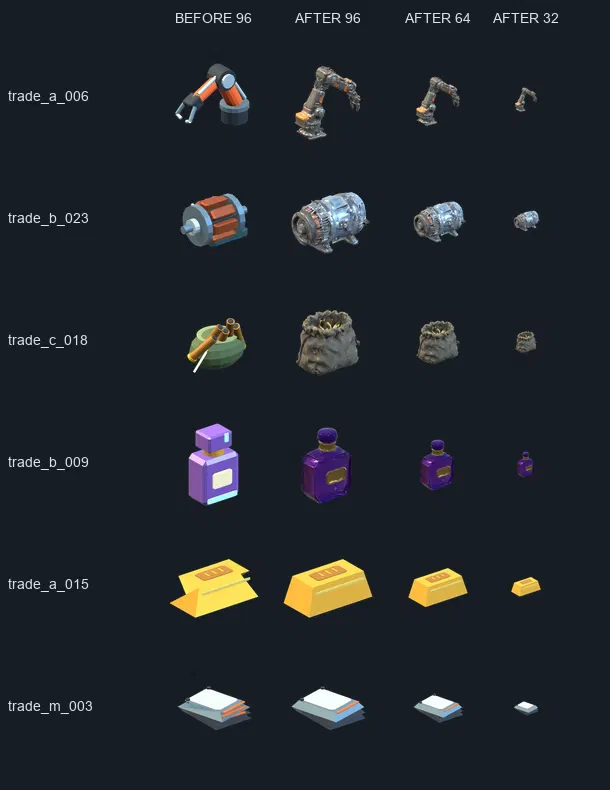 BEFORE 96 AFTER 96 AFTER 64 AFTER 32
trade_a_006
trade_b_023
trade_c_018
trade_b_009
trade_a_015
trade_m_003